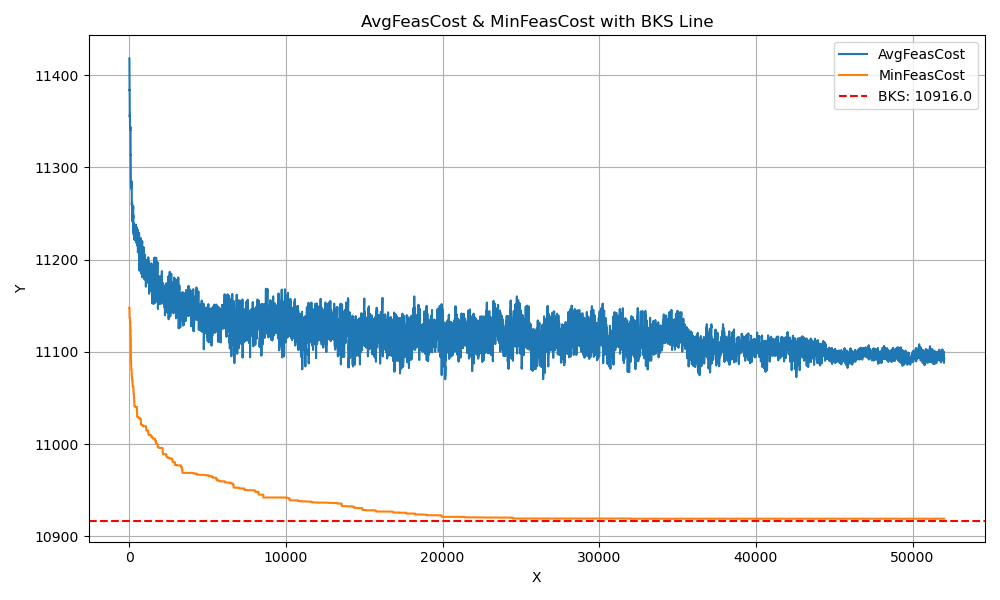 AvgFeasCost & MinFeasCost with BKS Line
AvgFeasCost
MinFeasCost
BKS: 10916.0
Y
11400
11300
11200
11100
11000
10900
0
10000
20000
30000
40000
50000
X